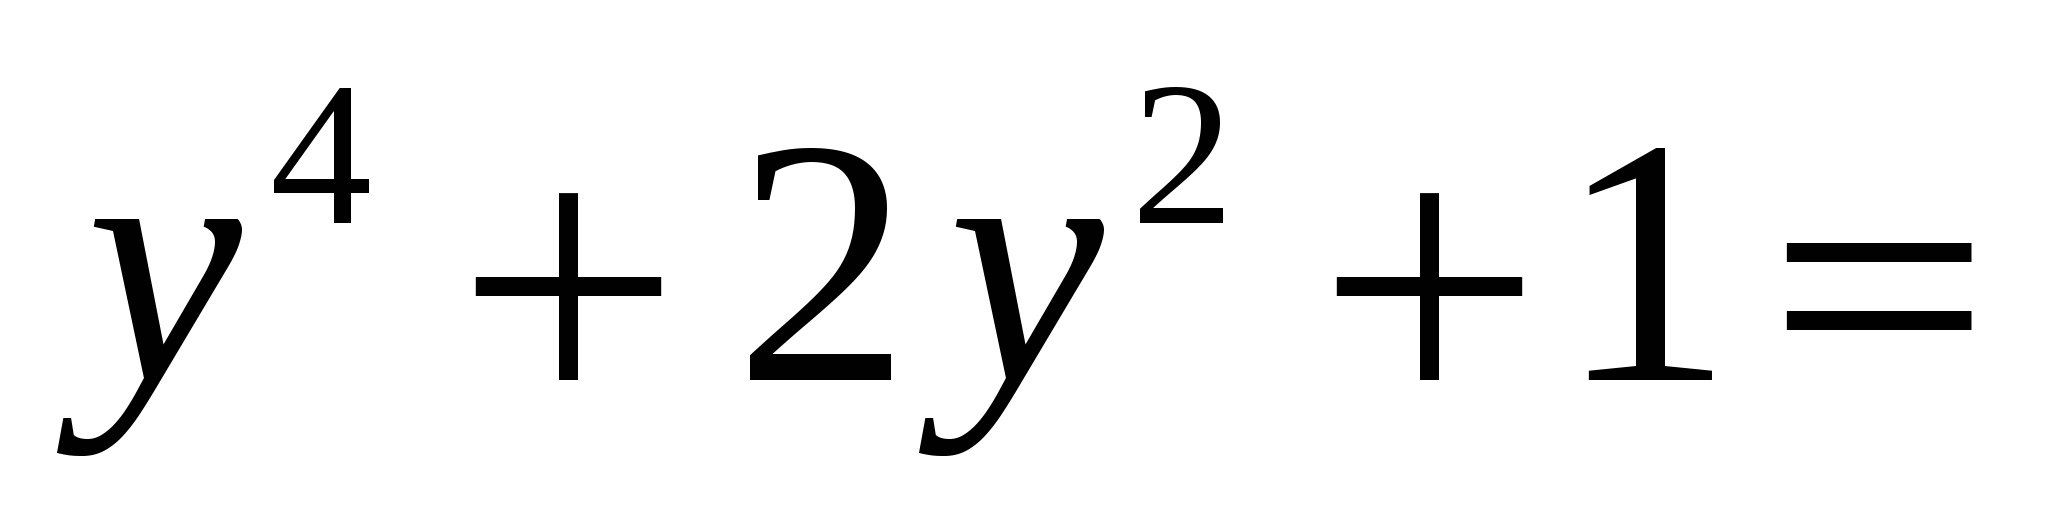 y⁴ + 2y² + 1 =